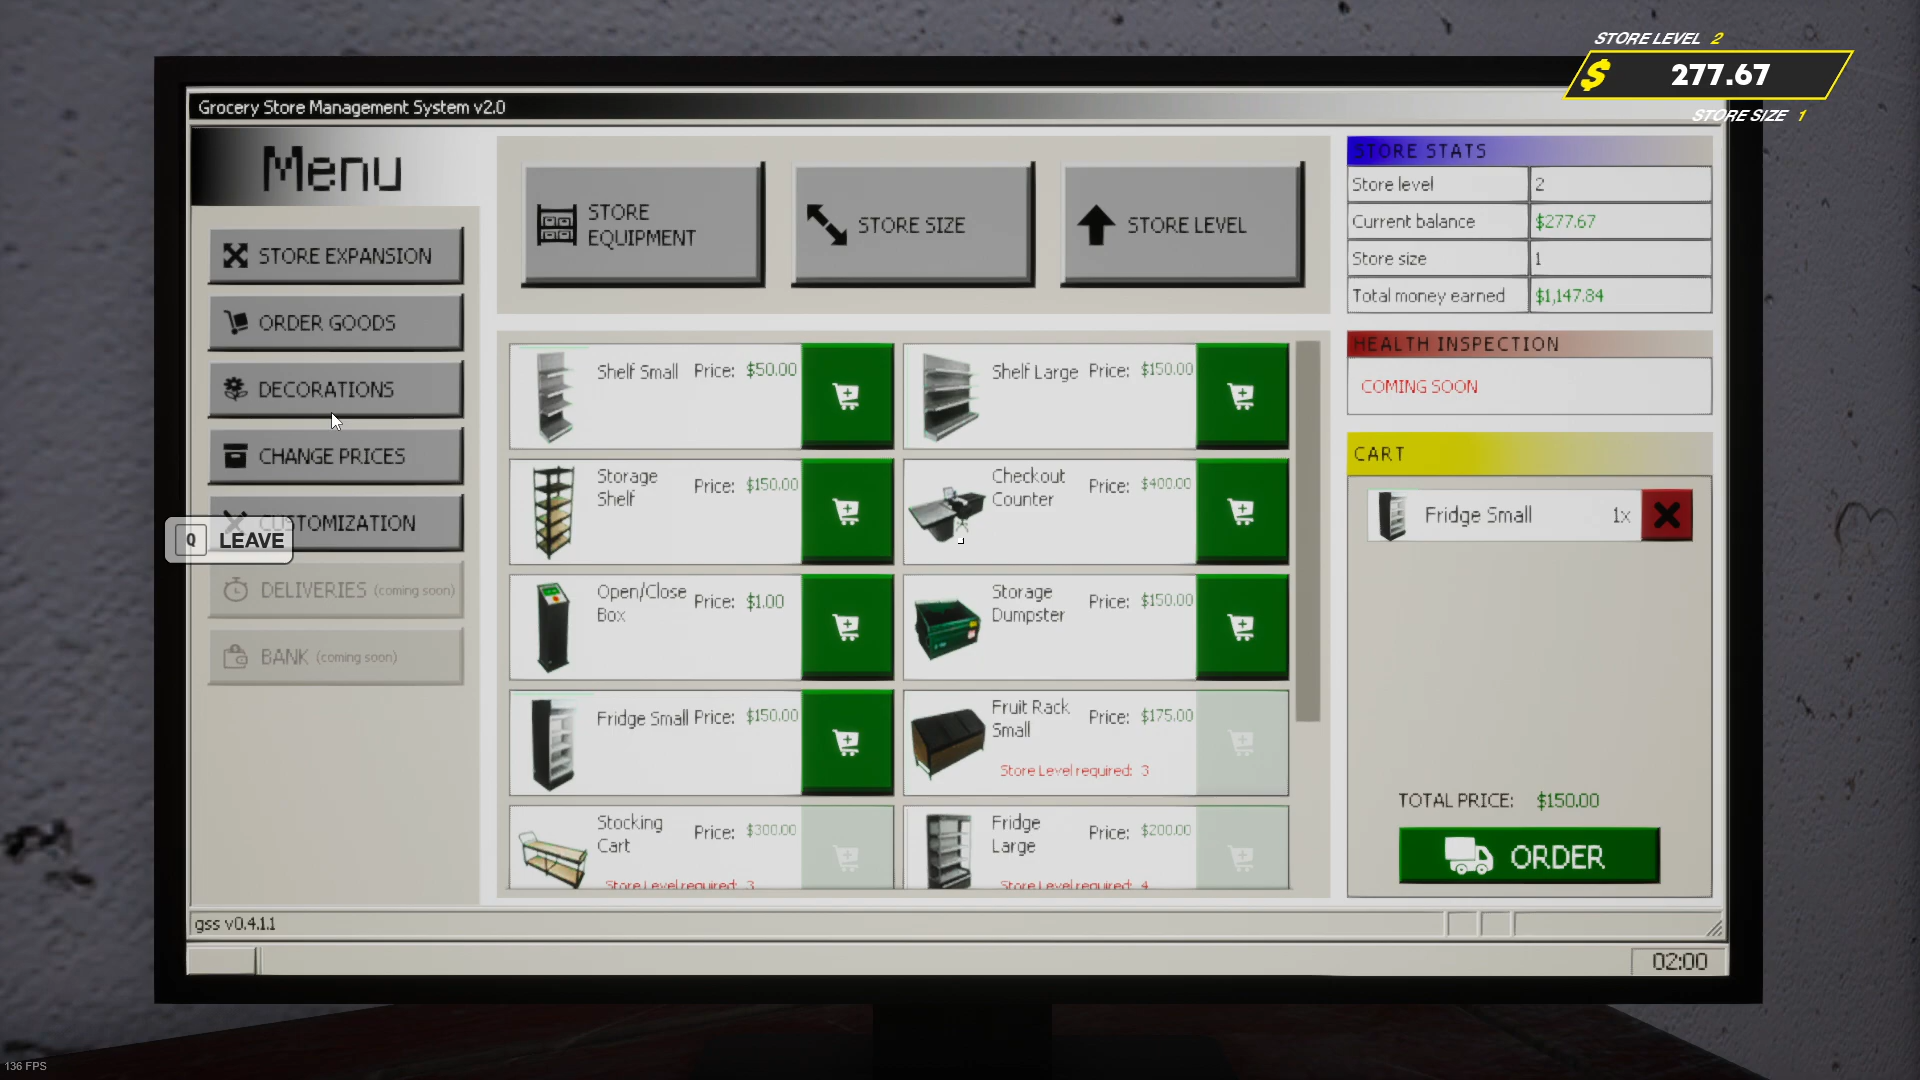 STORE LEVEL 2
$ 277.67
STORE SIZE 1
Grocery Store Management System v2.0
Menu
STORE EXPANSION
ORDER GOODS
DECORATIONS
CHANGE PRICES
CUSTOMIZATION
Q LEAVE
DELIVERIES (coming soon)
BANK (coming soon)
STORE
EQUIPMENT
STORE SIZE
STORE LEVEL
Shelf Small Price: $50.00
Shelf Large Price: $150.00
Storage
Shelf
Price: $150.00
Checkout
Counter
Price: $400.00
Open/Close
Box
Price: $1.00
Storage
Dumpster
Price: $150.00
Fridge Small Price: $150.00
Fruit Rack
Small
Price: $175.00
Store Level required: 3
Stocking
Cart
Price: $300.00
Store Level required: 3
Fridge
Large
Price: $200.00
Store Level required: 4
STORE STATS
Store level 2
Current balance $277.67
Store size 1
Total money earned $1,147.84
HEALTH INSPECTION
COMING SOON
CART
Fridge Small 1x
TOTAL PRICE: $150.00
ORDER
gss v0.4.1.1
02:00
136 FPS